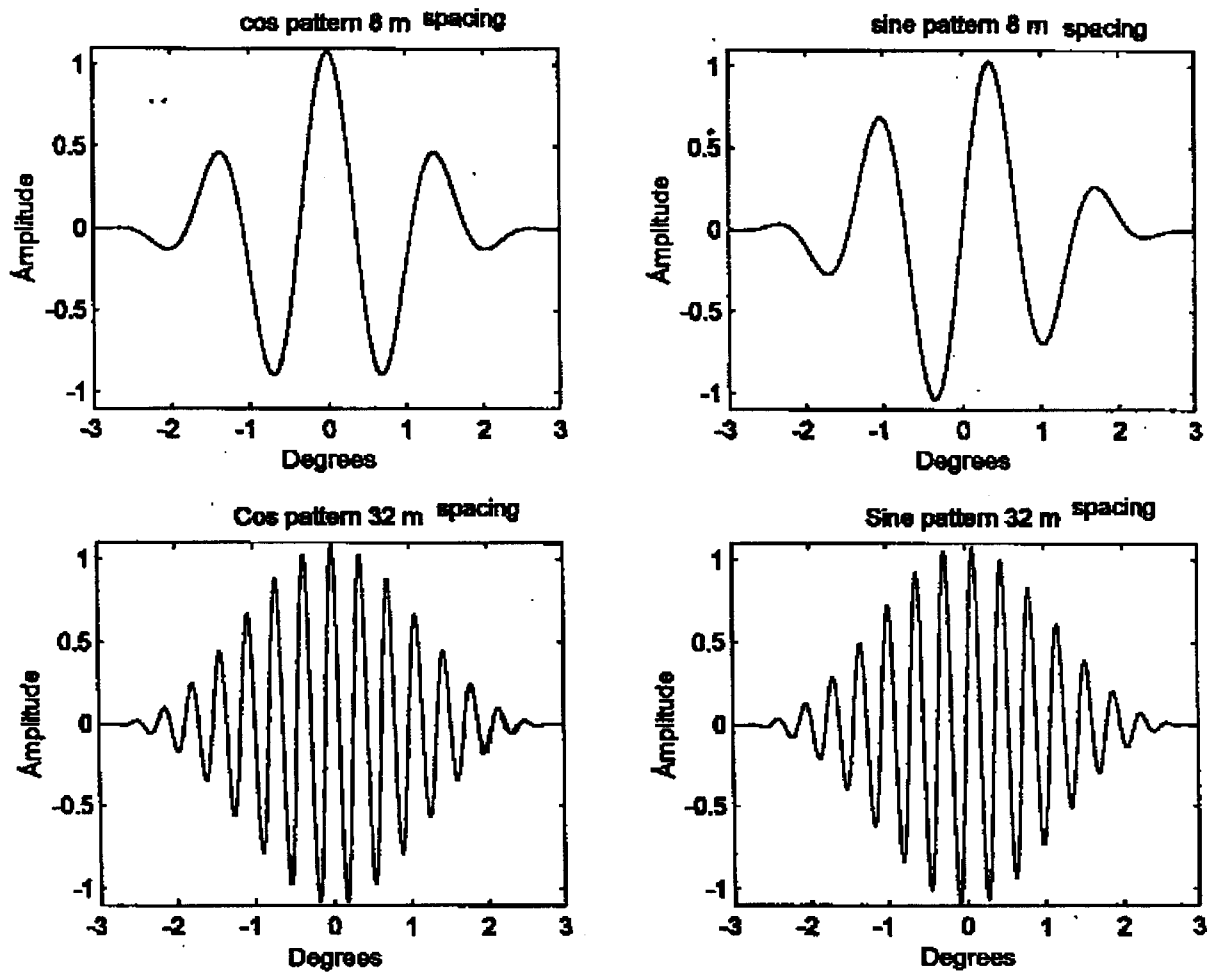 cos pattern 8 m spacing
1
0.5
0
-0.5
-1
Amplitude
-3 -2 -1 0 1 2 3
Degrees
sine pattern 8 m spacing
1
0.5
0
-0.5
-1
Amplitude
-3 -2 -1 0 1 2 3
Degrees
Cos pattern 32 m spacing
1
0.5
0
-0.5
-1
Amplitude
-3 -2 -1 0 1 2 3
Degrees
Sine pattern 32 m spacing
1
0.5
0
-0.5
-1
Amplitude
-3 -2 -1 0 1 2 3
Degrees